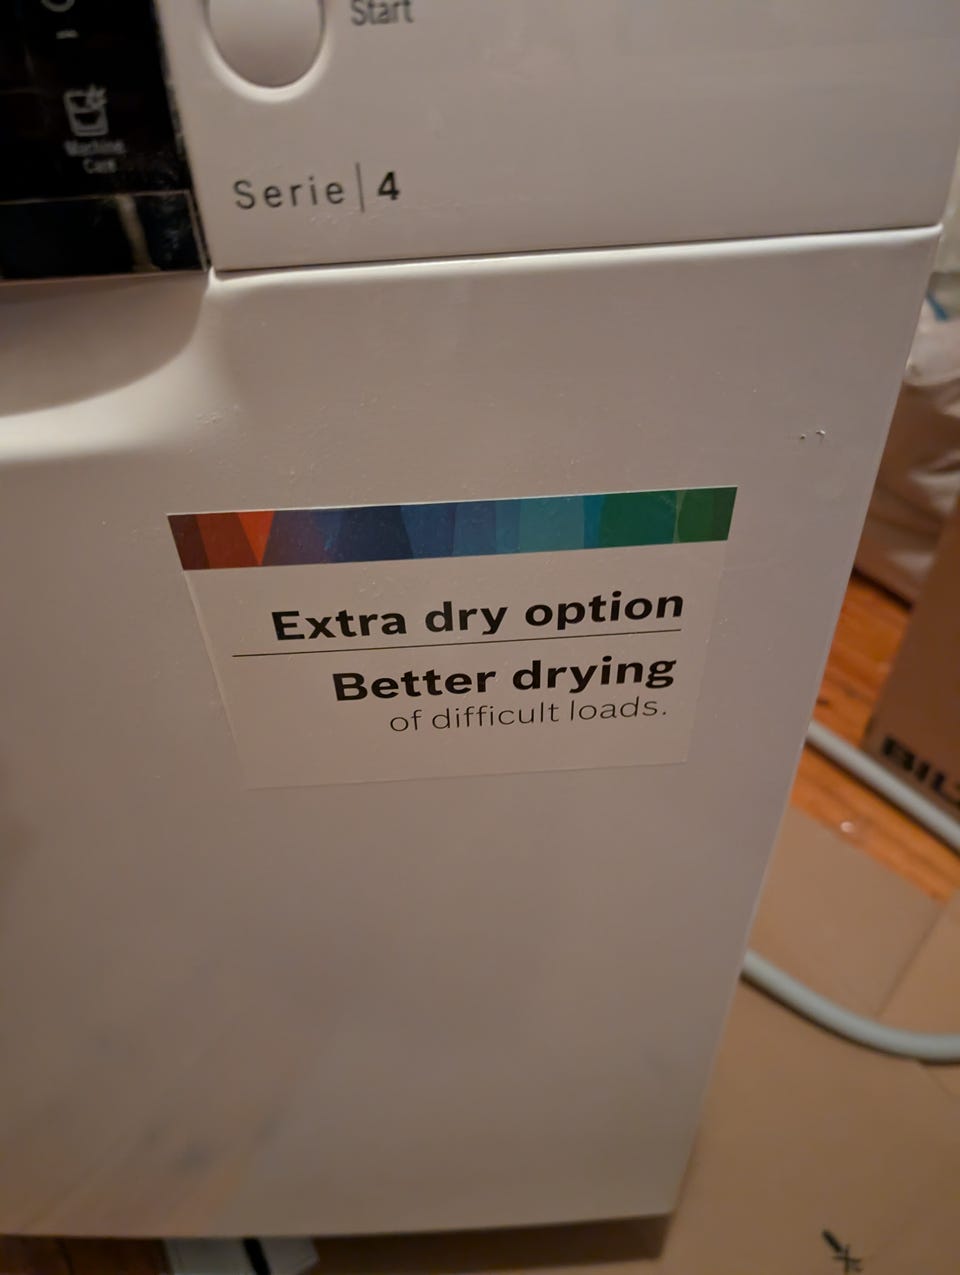 Start
Machine
Care
Serie | 4
Extra dry option
Better drying
of difficult loads.